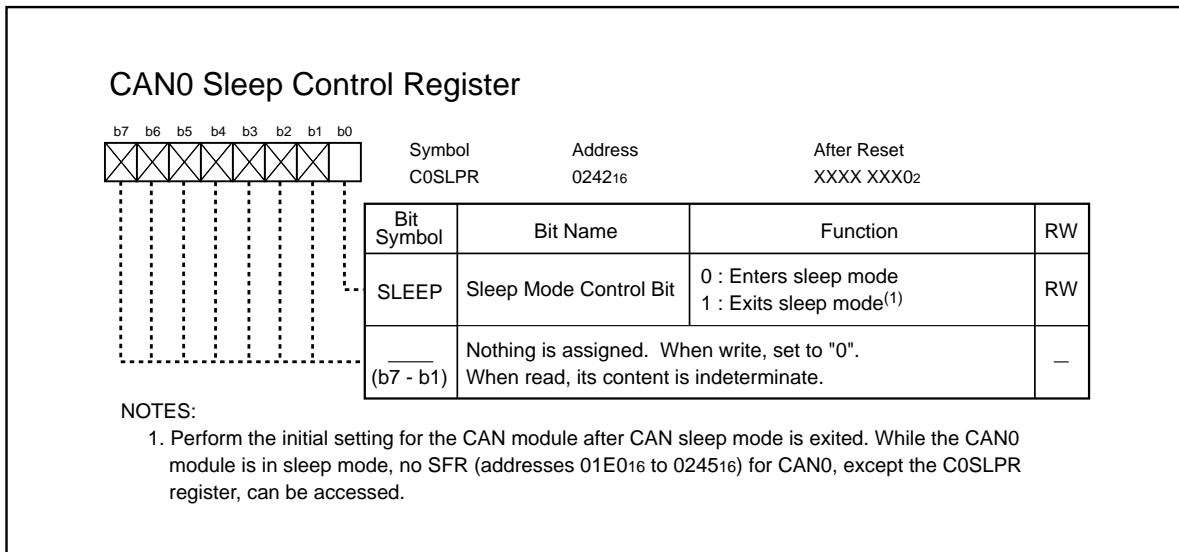 CAN0 Sleep Control Register
b7 b6 b5 b4 b3 b2 b1 b0
Symbol Address After Reset
C0SLPR 024216 XXXX XXX02
Bit Symbol Bit Name Function RW
SLEEP Sleep Mode Control Bit 0 : Enters sleep mode
1 : Exits sleep mode(1) RW
(b7 - b1) Nothing is assigned. When write, set to "0".
When read, its content is indeterminate. —
NOTES:
1. Perform the initial setting for the CAN module after CAN sleep mode is exited. While the CAN0
module is in sleep mode, no SFR (addresses 01E016 to 024516) for CAN0, except the C0SLPR
register, can be accessed.